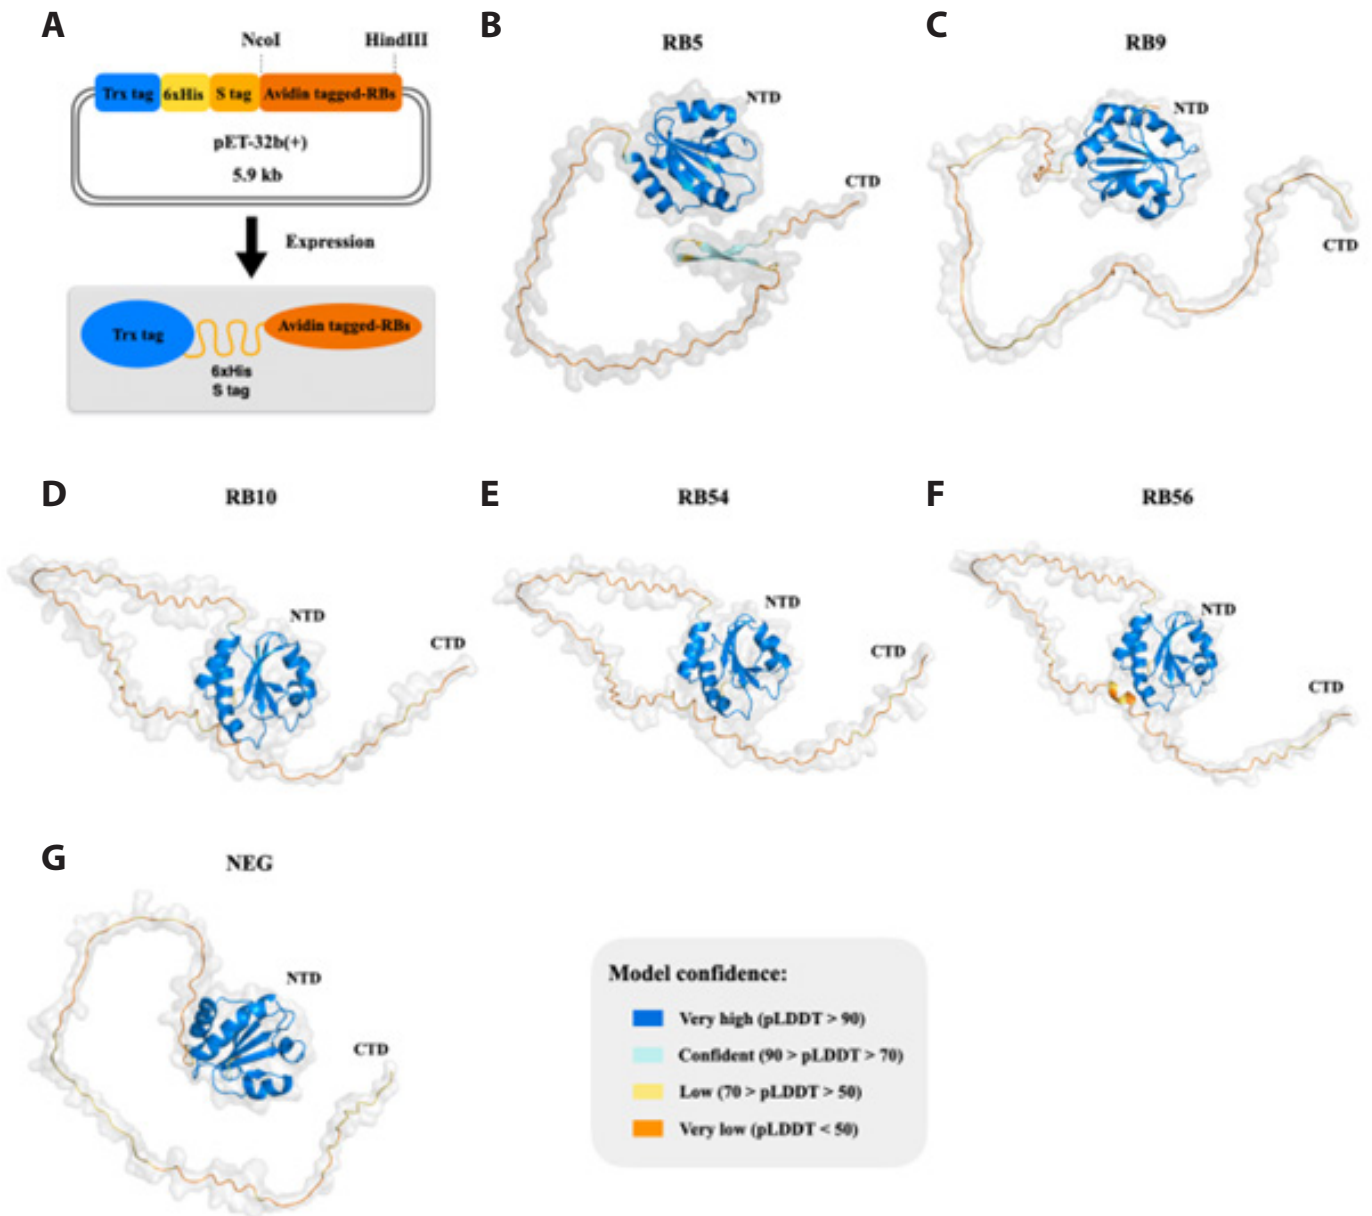 A
NcoI HindIII
Trx tag 6xHis S tag Avidin tagged-RBs
pET-32b(+)
5.9 kb
Expression
Trx tag Avidin tagged-RBs
6xHis
S tag
B
RB5
NTD
CTD
C
RB9
NTD
CTD
D
RB10
NTD
CTD
E
RB54
NTD
CTD
F
RB56
NTD
CTD
G
NEG
NTD
CTD
Model confidence:
Very high (pLDDT > 90)
Confident (90 > pLDDT > 70)
Low (70 > pLDDT > 50)
Very low (pLDDT < 50)